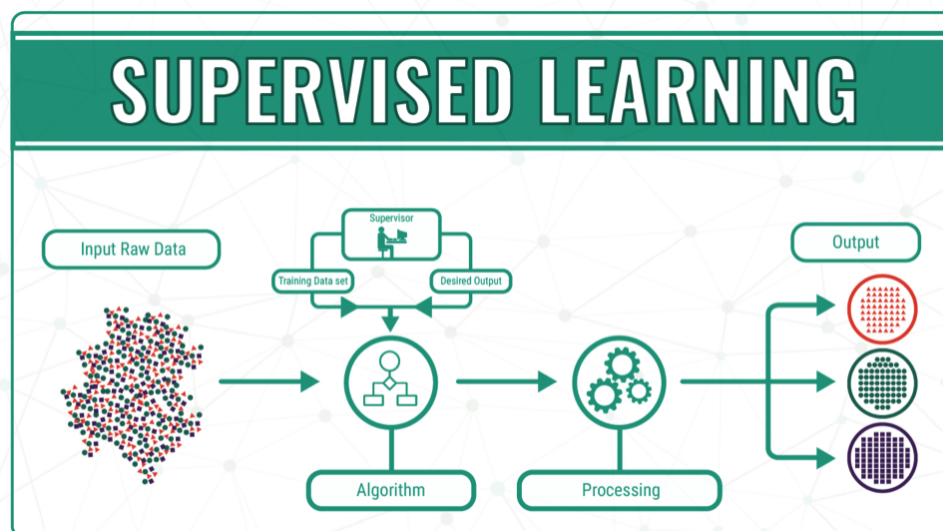 SUPERVISED LEARNING
Input Raw Data
Supervisor
Training Data set
Desired Output
Output
Algorithm
Processing